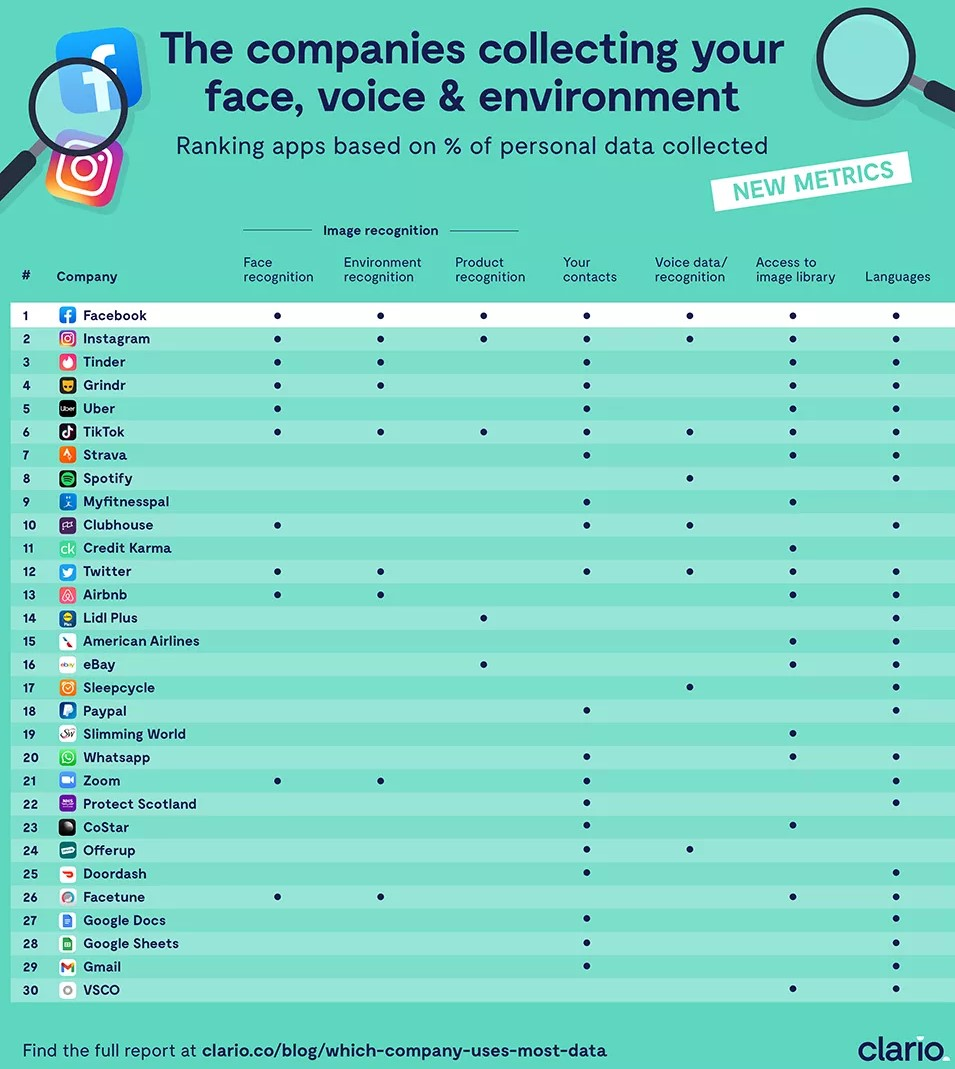 The companies collecting your
face, voice & environment
Ranking apps based on % of personal data collected
NEW METRICS
Image recognition
# Company Face recognition Environment recognition Product recognition Your contacts Voice data/ recognition Access to image library Languages
1 Facebook • • • • • • •
2 Instagram • • • • • • •
3 Tinder • • • • •
4 Grindr • • • • •
5 Uber • • • •
6 TikTok • • • • • • •
7 Strava • • •
8 Spotify • •
9 Myfitnesspal • •
10 Clubhouse • • • •
11 ck Credit Karma •
12 Twitter • • • • • •
13 Airbnb • • • •
14 Lidl Plus • •
15 American Airlines • •
16 ebay eBay • • •
17 Sleepcycle • •
18 Paypal • •
19 SW Slimming World •
20 Whatsapp • • •
21 Zoom • • • •
22 Protect Scotland • •
23 CoStar • •
24 Offerup • •
25 Doordash • •
26 Facetune • • • •
27 Google Docs • •
28 Google Sheets • •
29 Gmail • •
30 VSCO • •
Find the full report at clario.co/blog/which-company-uses-most-data
clario.